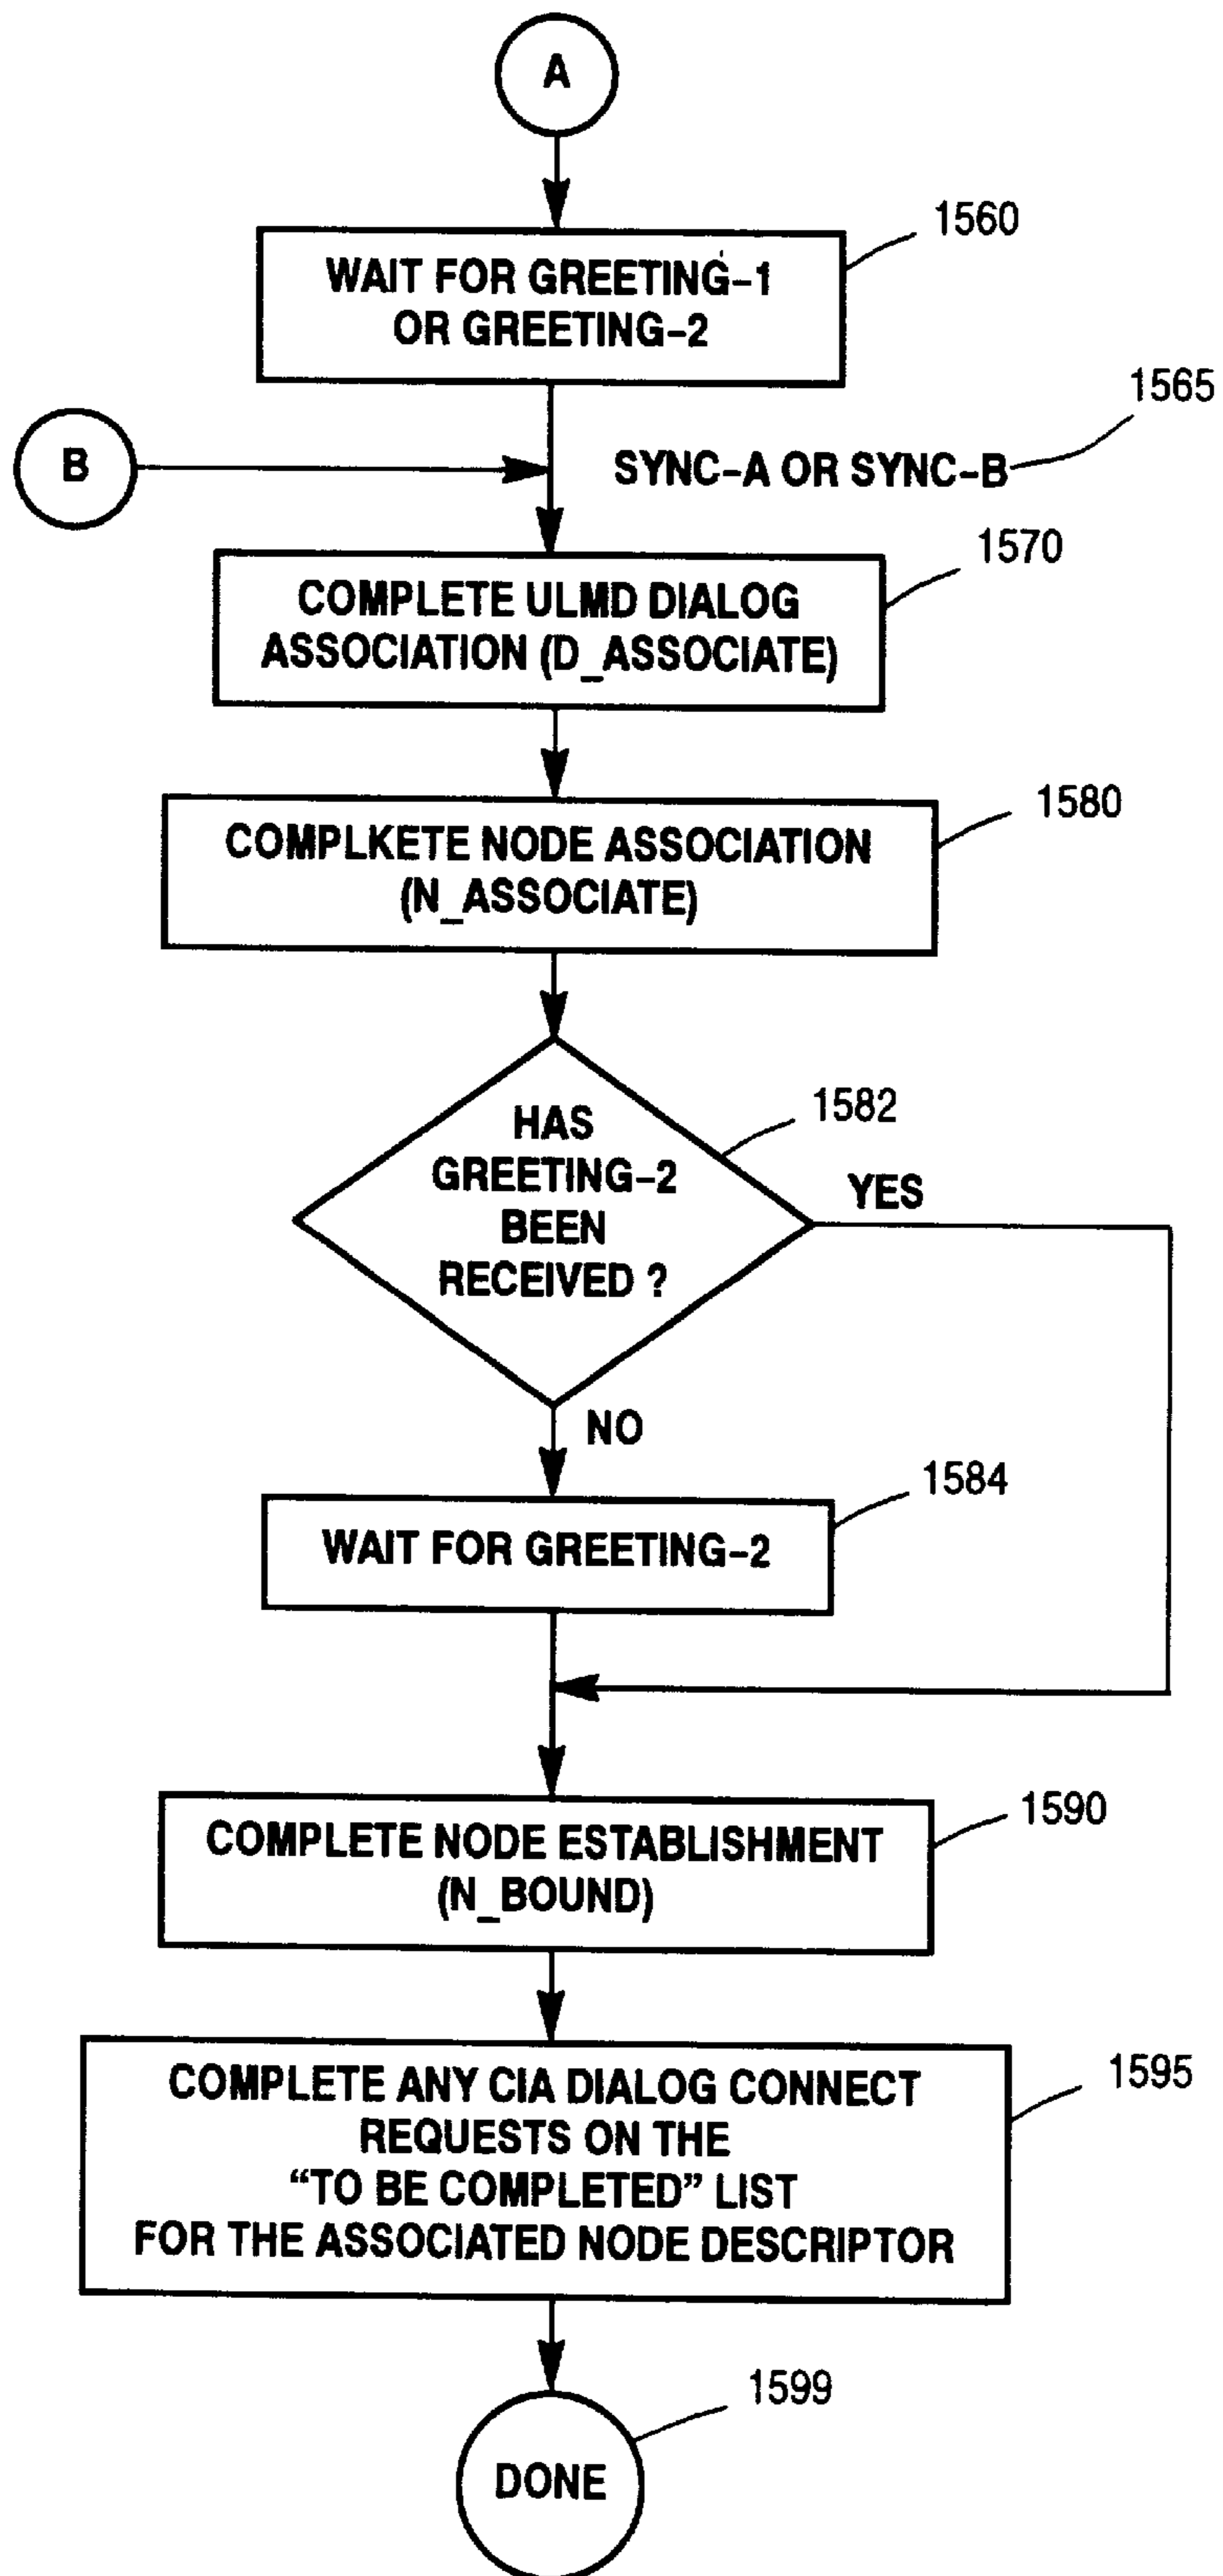 A
1560
WAIT FOR GREETING-1
OR GREETING-2
1565
B
SYNC-A OR SYNC-B
1570
COMPLETE ULMD DIALOG
ASSOCIATION (D_ASSOCIATE)
1580
COMPLKETE NODE ASSOCIATION
(N_ASSOCIATE)
1582
HAS
GREETING-2
BEEN
RECEIVED ?
YES
NO
1584
WAIT FOR GREETING-2
1590
COMPLETE NODE ESTABLISHMENT
(N_BOUND)
1595
COMPLETE ANY CIA DIALOG CONNECT
REQUESTS ON THE
“TO BE COMPLETED” LIST
FOR THE ASSOCIATED NODE DESCRIPTOR
1599
DONE